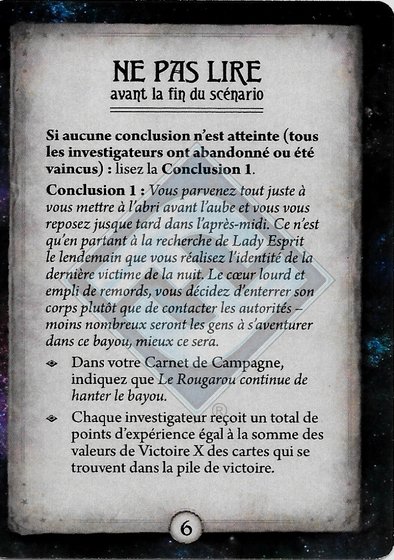 NE PAS LIRE
avant la fin du scénario
Si aucune conclusion n'est atteinte (tous
les investigateurs ont abandonné ou été
vaincus) : lisez la Conclusion 1.
Conclusion 1 : Vous parvenez tout juste à
vous mettre à l'abri avant l'aube et vous vous
reposez jusque tard dans l'après-midi. Ce n'est
qu'en partant à la recherche de Lady Esprit
le lendemain que vous réalisez l'identité de la
dernière victime de la nuit. Le cœur lourd et
empli de remords, vous décidez d'enterrer son
corps plutôt que de contacter les autorités –
moins nombreux seront les gens à s'aventurer
dans ce bayou, mieux ce sera.
Dans votre Carnet de Campagne,
indiquez que Le Rougarou continue de
hanter le bayou.
Chaque investigateur reçoit un total de
points d'expérience égal à la somme des
valeurs de Victoire X des cartes qui se
trouvent dans la pile de victoire.
®
6